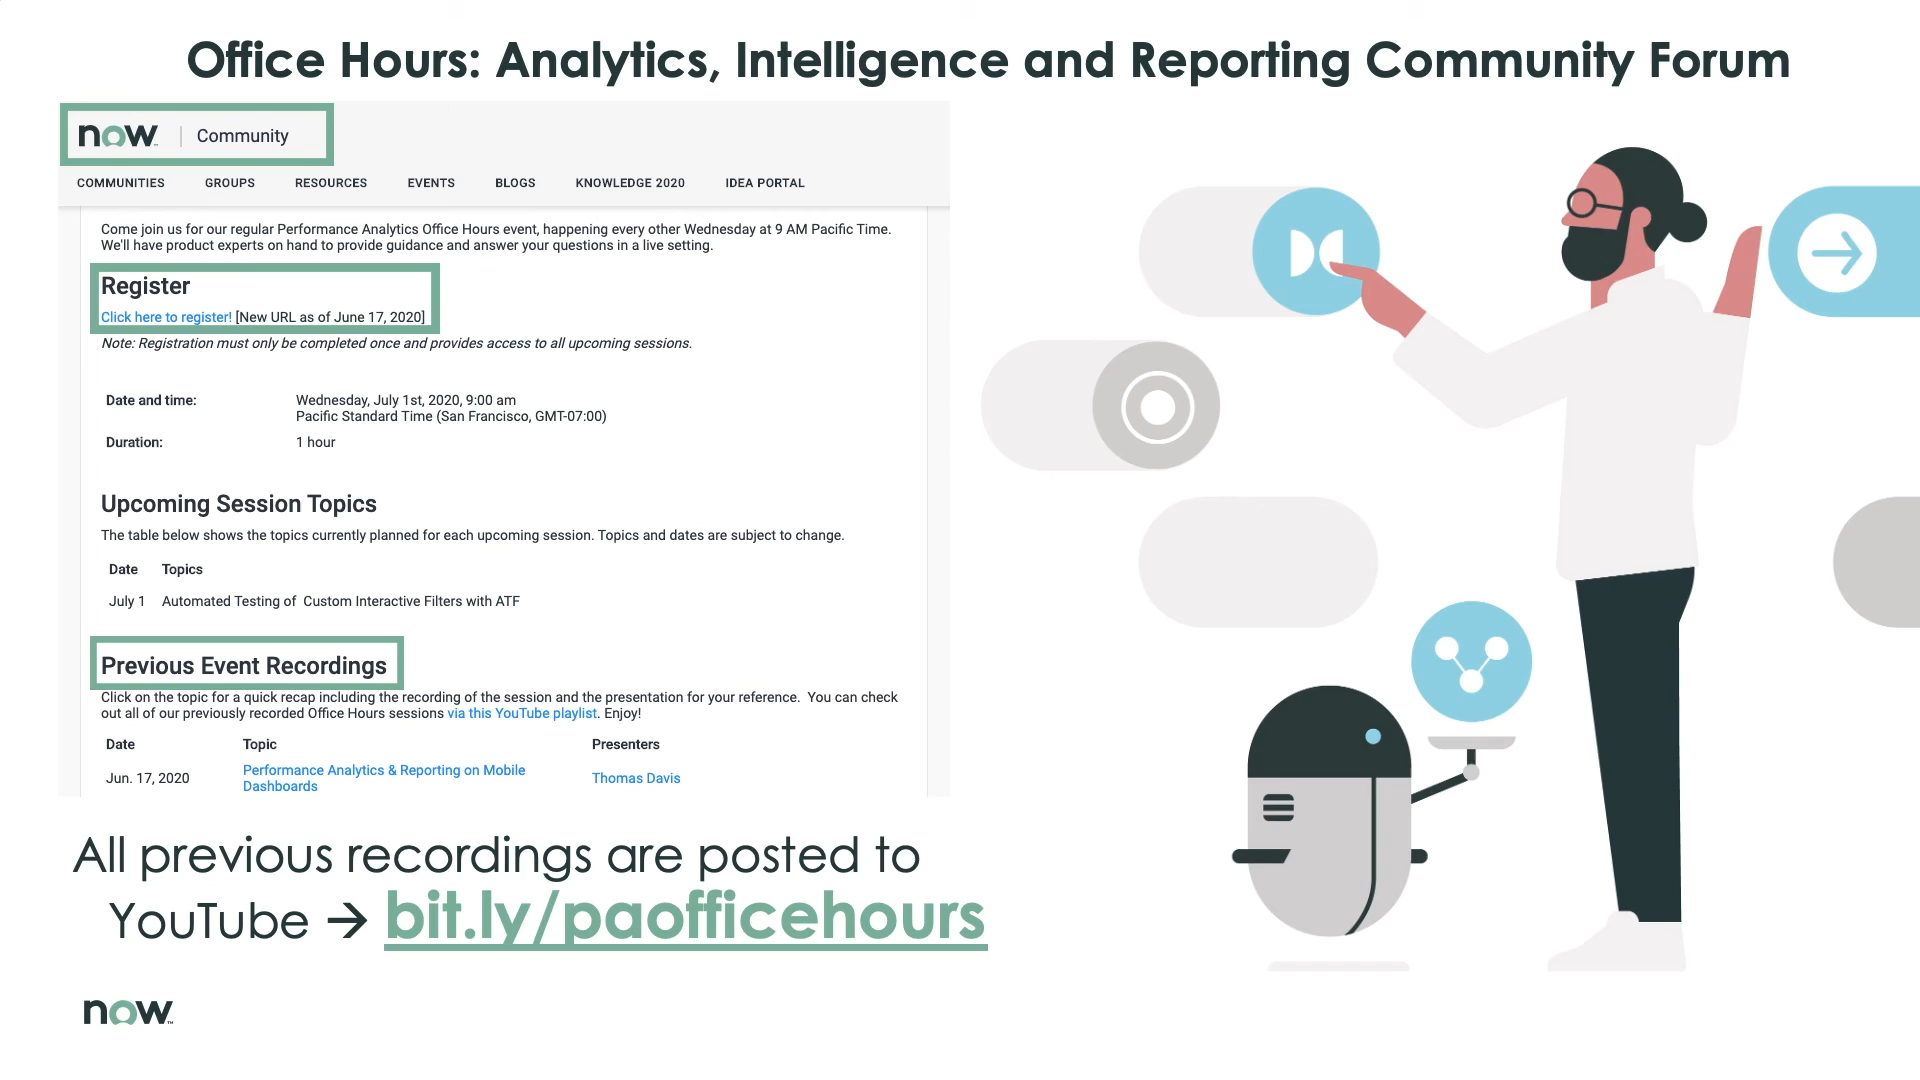 Office Hours: Analytics, Intelligence and Reporting Community Forum
now | Community
COMMUNITIES GROUPS RESOURCES EVENTS BLOGS KNOWLEDGE 2020 IDEA PORTAL
Come join us for our regular Performance Analytics Office Hours event, happening every other Wednesday at 9 AM Pacific Time.
We'll have product experts on hand to provide guidance and answer your questions in a live setting.
Register
Click here to register! [New URL as of June 17, 2020]
Note: Registration must only be completed once and provides access to all upcoming sessions.
Date and time: Wednesday, July 1st, 2020, 9:00 am
Pacific Standard Time (San Francisco, GMT-07:00)
Duration: 1 hour
Upcoming Session Topics
The table below shows the topics currently planned for each upcoming session. Topics and dates are subject to change.
Date Topics
July 1 Automated Testing of Custom Interactive Filters with ATF
Previous Event Recordings
Click on the topic for a quick recap including the recording of the session and the presentation for your reference. You can check
out all of our previously recorded Office Hours sessions via this YouTube playlist. Enjoy!
Date Topic Presenters
Jun. 17, 2020 Performance Analytics & Reporting on Mobile
Dashboards Thomas Davis
All previous recordings are posted to
YouTube → bit.ly/paofficehours
now